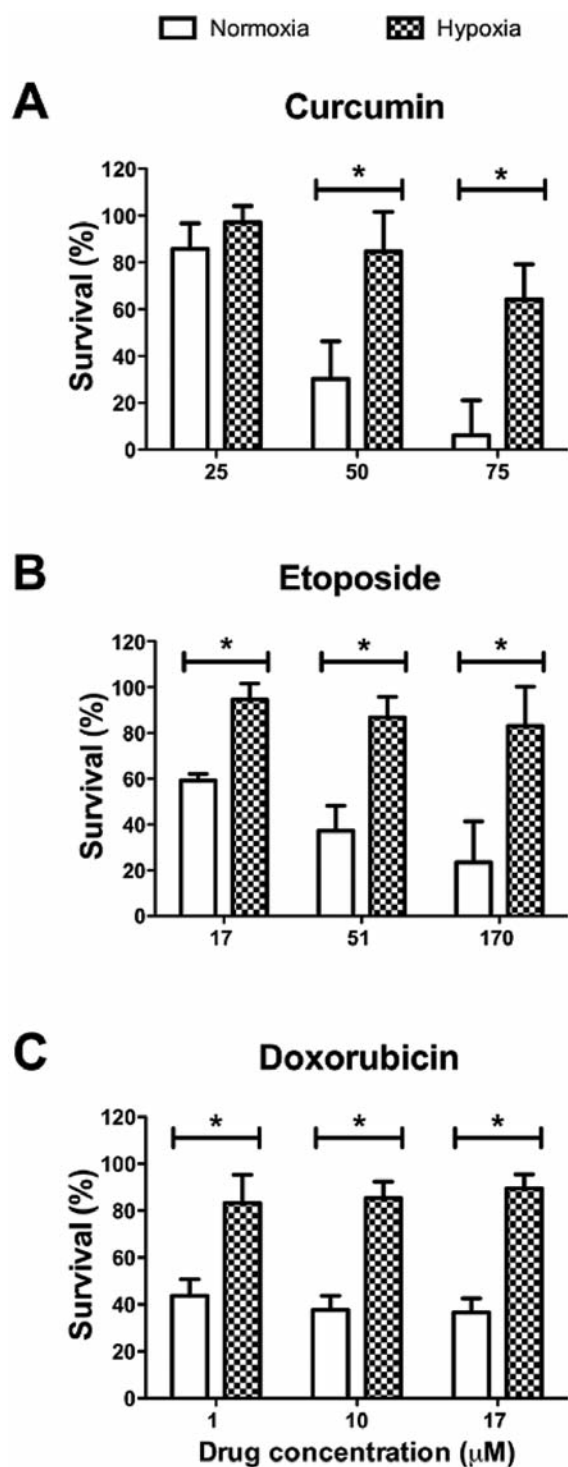 Normoxia Hypoxia
A Curcumin
Survival (%)
120
100
80
60
40
20
0
*
*
25 50 75
B Etoposide
Survival (%)
120
100
80
60
40
20
0
*
*
*
17 51 170
C Doxorubicin
Survival (%)
120
100
80
60
40
20
0
*
*
*
1 10 17
Drug concentration (μM)